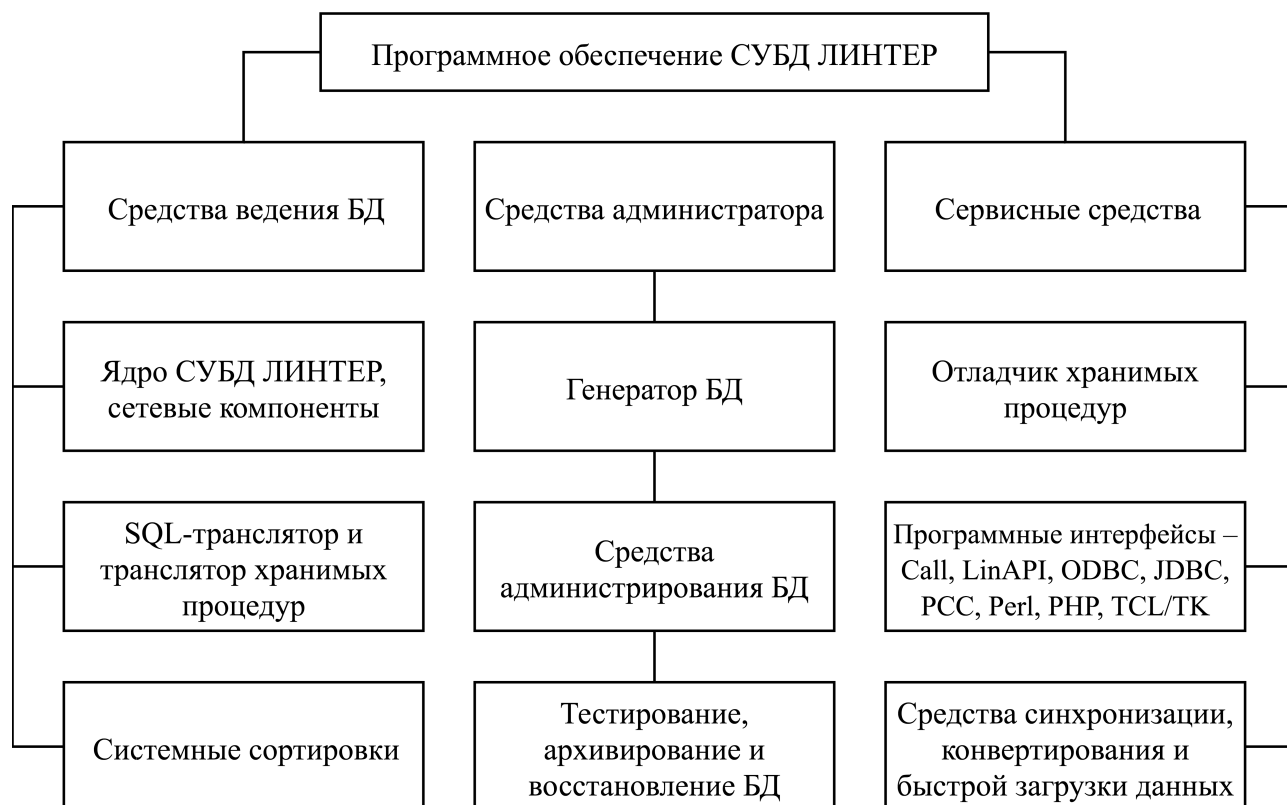 Программное обеспечение СУБД ЛИНТЕР
Средства ведения БД
Средства администратора
Сервисные средства
Ядро СУБД ЛИНТЕР,
сетевые компоненты
Генератор БД
Отладчик хранимых
процедур
SQL-транслятор и
транслятор хранимых
процедур
Средства
администрирования БД
Программные интерфейсы –
Call, LinAPI, ODBC, JDBC,
PCC, Perl, PHP, TCL/TK
Системные сортировки
Тестирование,
архивирование и
восстановление БД
Средства синхронизации,
конвертирования и
быстрой загрузки данных